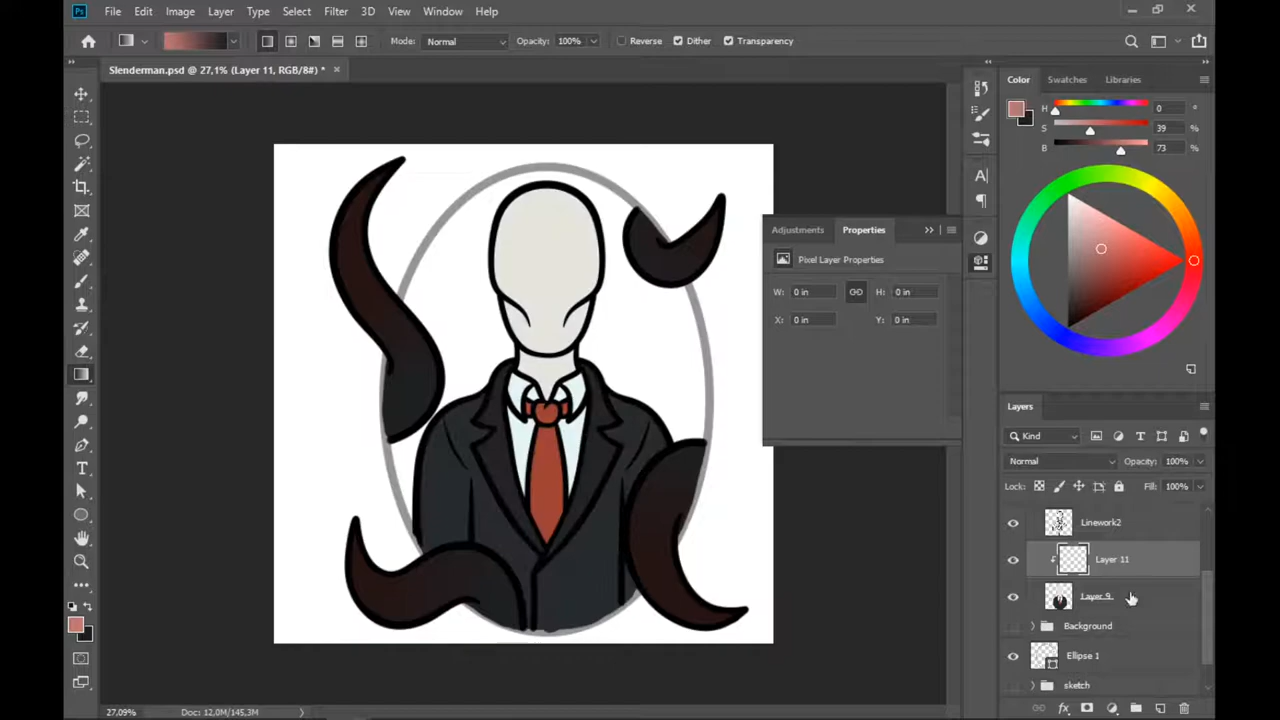 Ps File Edit Image Layer Type Select Filter 3D View Window Help
Mode: Normal Opacity: 100% Reverse Dither Transparency
Slenderman.psd @ 27,1% (Layer 11, RGB/8#) *
Color Swatches Libraries
H 0 °
S 39 %
B 73 %
Adjustments Properties
Pixel Layer Properties
W: 0 in H: 0 in
X: 0 in Y: 0 in
Layers
Kind
Normal Opacity: 100%
Lock: Fill: 100%
Linework2
Layer 11
Layer 9
Background
Ellipse 1
sketch
27,09% Doc: 12,0M/145,3M